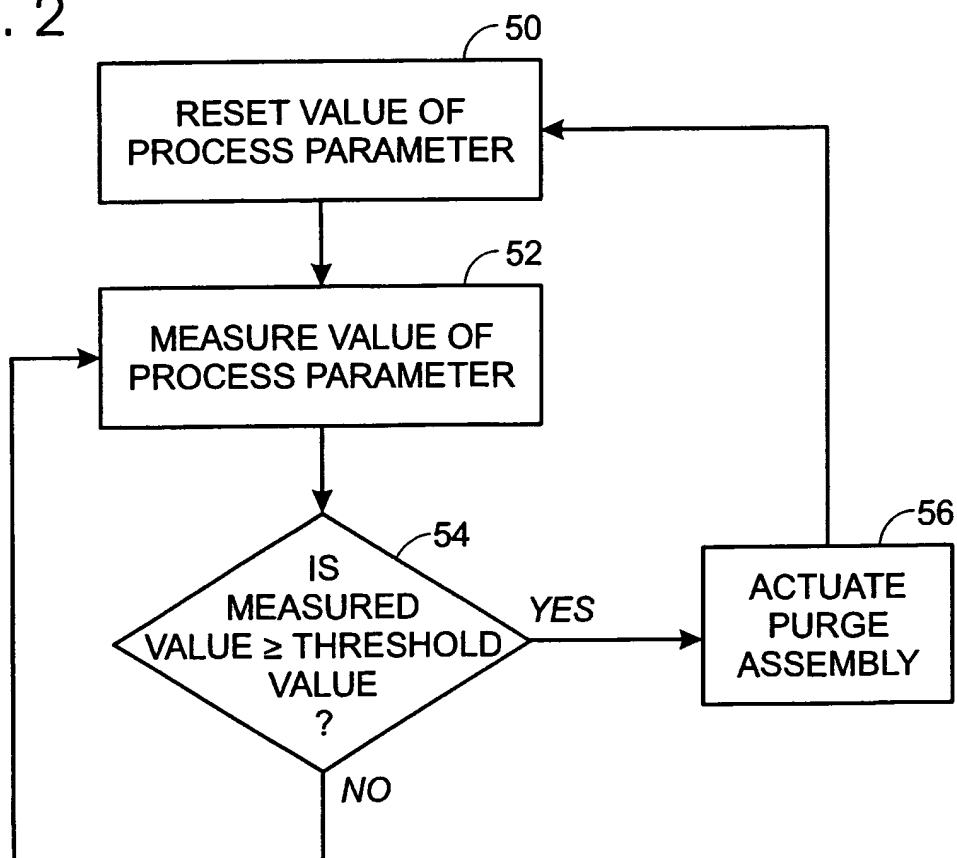 . 2
50
RESET VALUE OF
PROCESS PARAMETER
52
MEASURE VALUE OF
PROCESS PARAMETER
54
IS
MEASURED
VALUE ≥ THRESHOLD
VALUE
?
YES
56
ACTUATE
PURGE
ASSEMBLY
NO